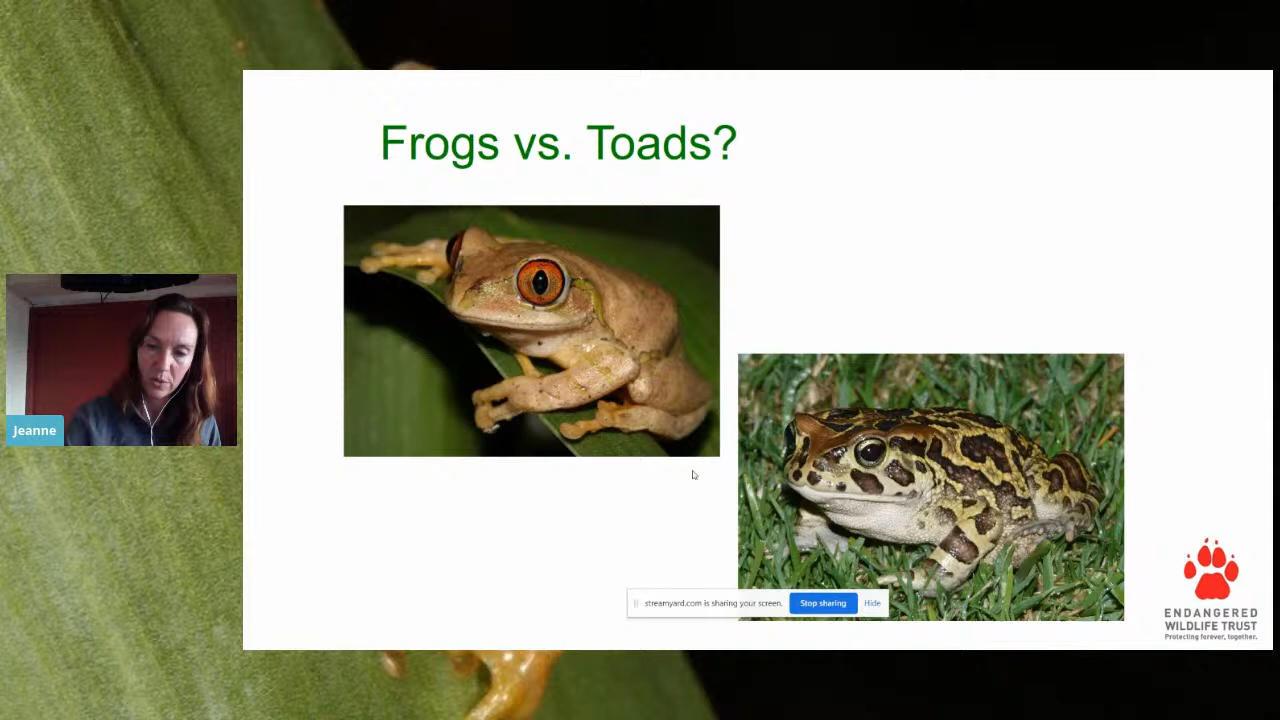 Frogs vs. Toads?
Jeanne
streamyard.com is sharing your screen.
Stop sharing
Hide
ENDANGERED
WILDLIFE TRUST
Protecting forever, together.